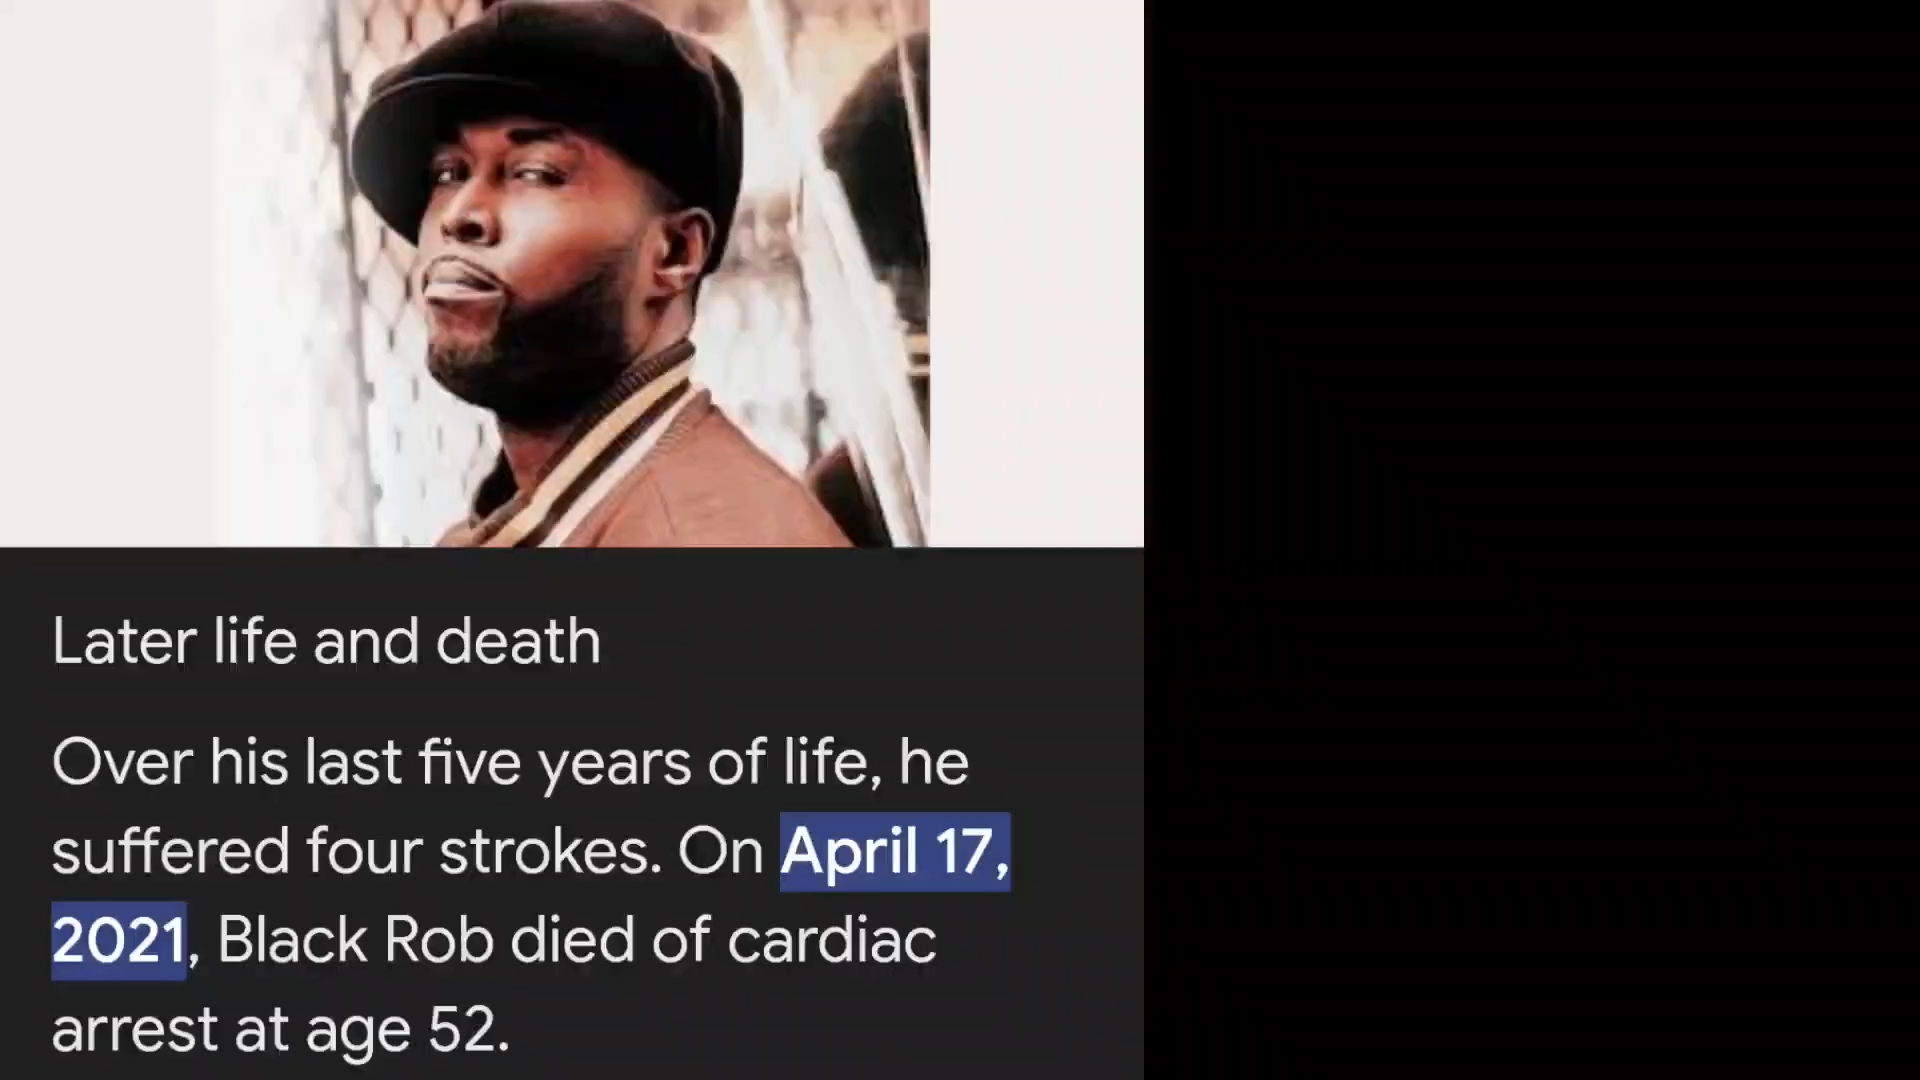 Later life and death
Over his last five years of life, he
suffered four strokes. On April 17,
2021, Black Rob died of cardiac
arrest at age 52.